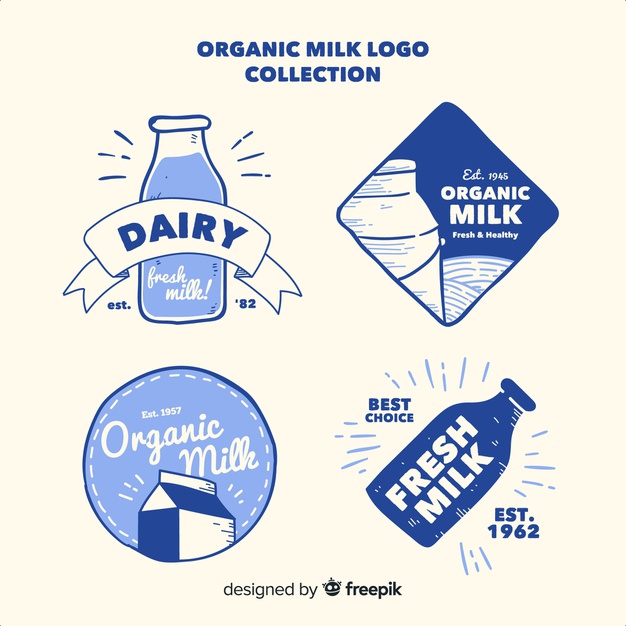 ORGANIC MILK LOGO
COLLECTION
DAIRY
fresh
milk!
est.
'82
Est. 1945
ORGANIC
MILK
Fresh & Healthy
Est. 1957
Organic
Milk
BEST
CHOICE
FRESH
MILK
EST.
1962
designed by freepik